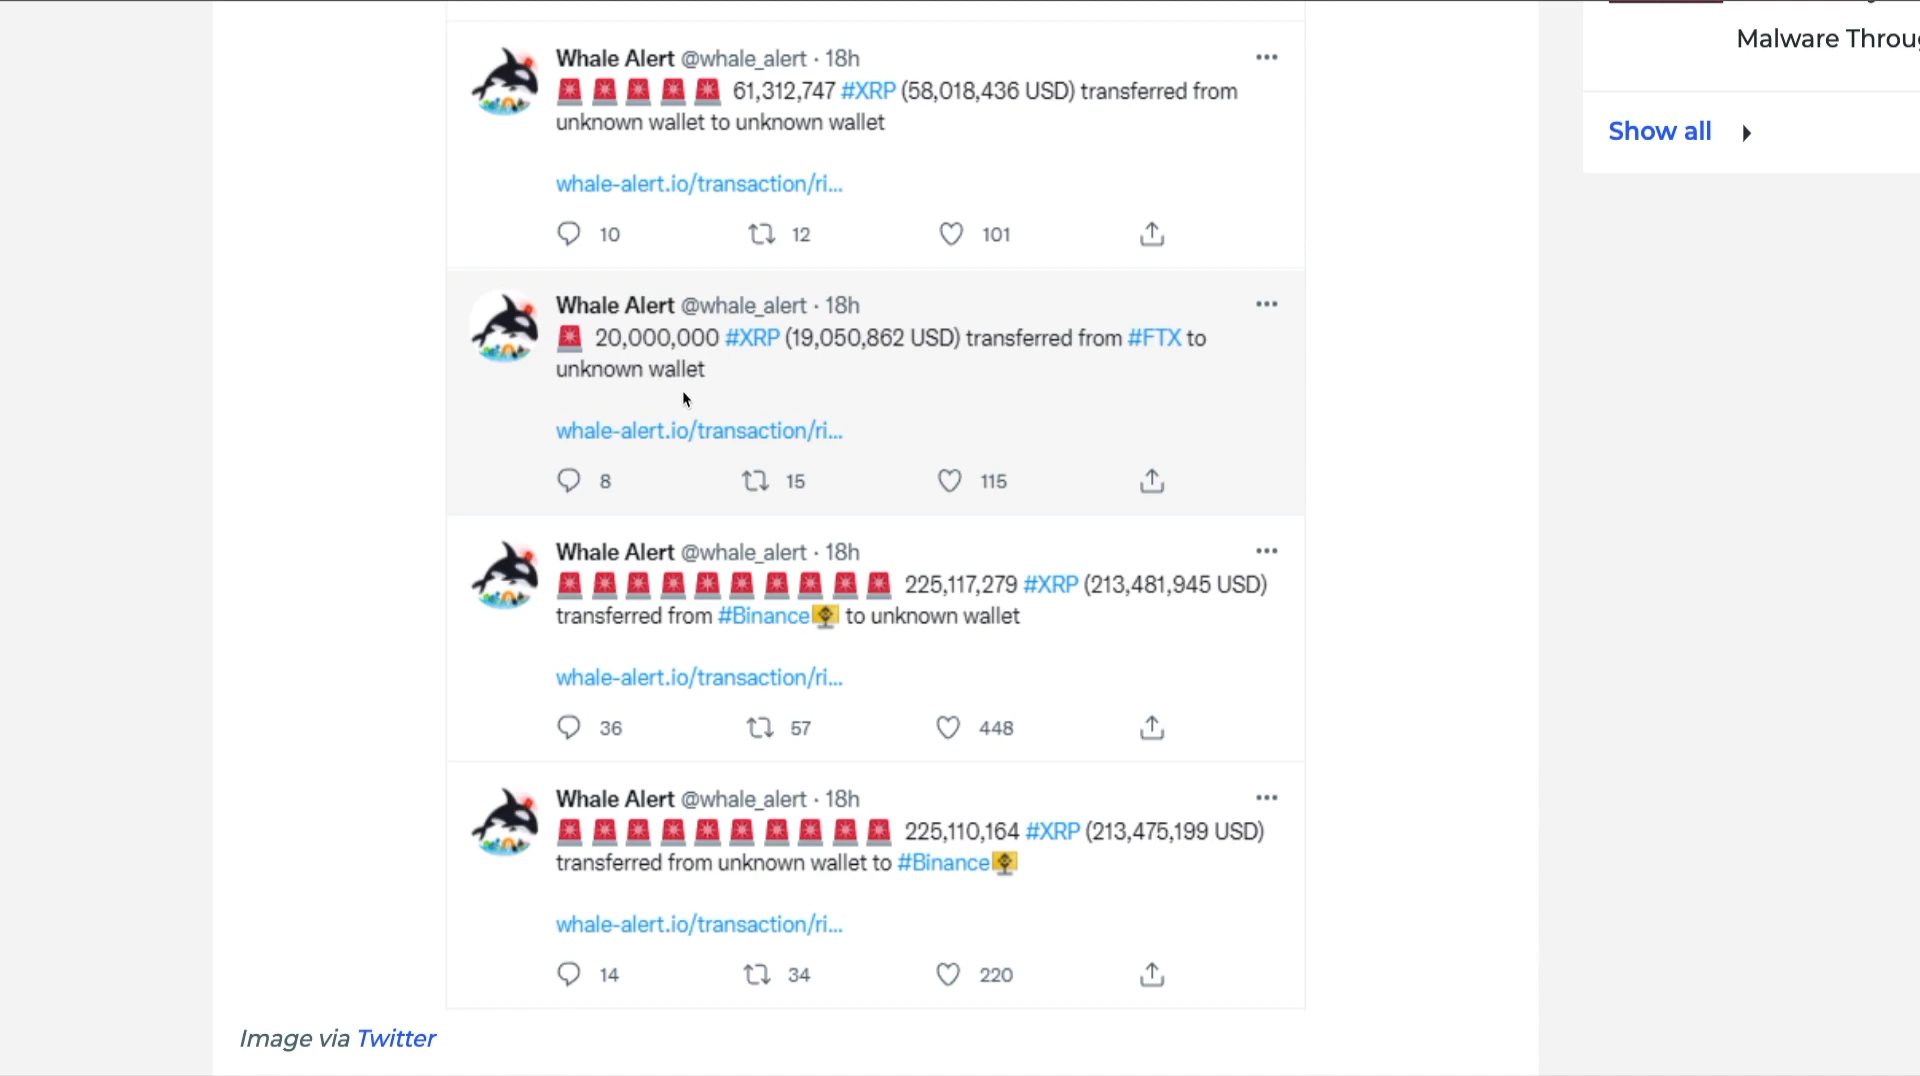 Malware Throu
Show all
Whale Alert @whale_alert · 18h
61,312,747 #XRP (58,018,436 USD) transferred from
unknown wallet to unknown wallet
whale-alert.io/transaction/ri...
10 12 101
Whale Alert @whale_alert · 18h
20,000,000 #XRP (19,050,862 USD) transferred from #FTX to
unknown wallet
whale-alert.io/transaction/ri...
8 15 115
Whale Alert @whale_alert · 18h
225,117,279 #XRP (213,481,945 USD)
transferred from #Binance to unknown wallet
whale-alert.io/transaction/ri...
36 57 448
Whale Alert @whale_alert · 18h
225,110,164 #XRP (213,475,199 USD)
transferred from unknown wallet to #Binance
whale-alert.io/transaction/ri...
14 34 220
Image via Twitter